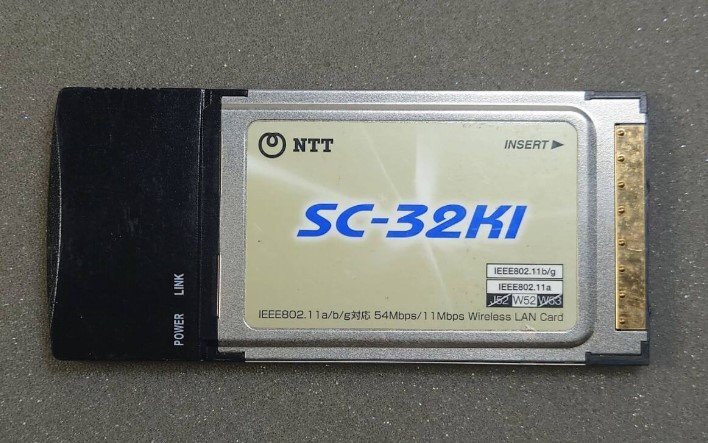 NTT
INSERT ▶
SC-32KI
IEEE802.11b/g
IEEE802.11a
J52 W52 W53
IEEE802.11a/b/g対応 54Mbps/11Mbps Wireless LAN Card
POWER LINK